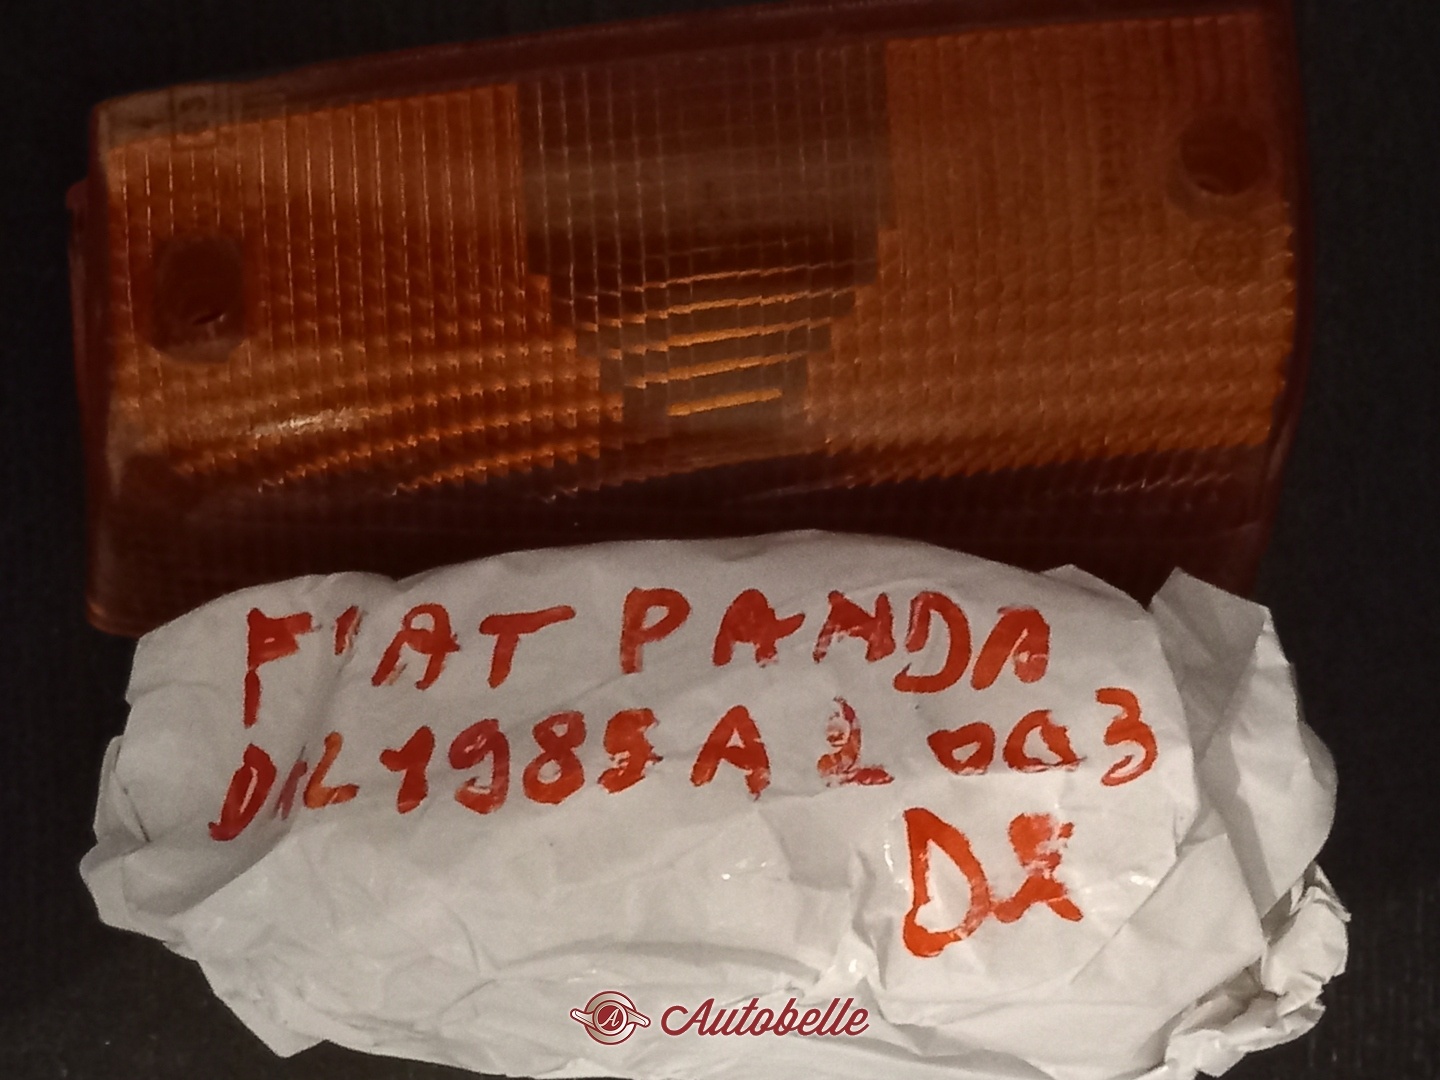 FIAT PANDA
DAL 1985 A 2003
DX
A Autobelle